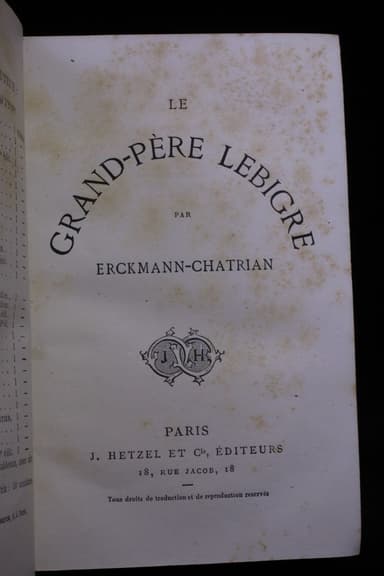 LE
GRAND-PÈRE LEBIGRE
PAR
ERCKMANN-CHATRIAN
J H
PARIS
J. HETZEL ET Cie, ÉDITEURS
18, RUE JACOB, 18
Tous droits de traduction et de reproduction réservés